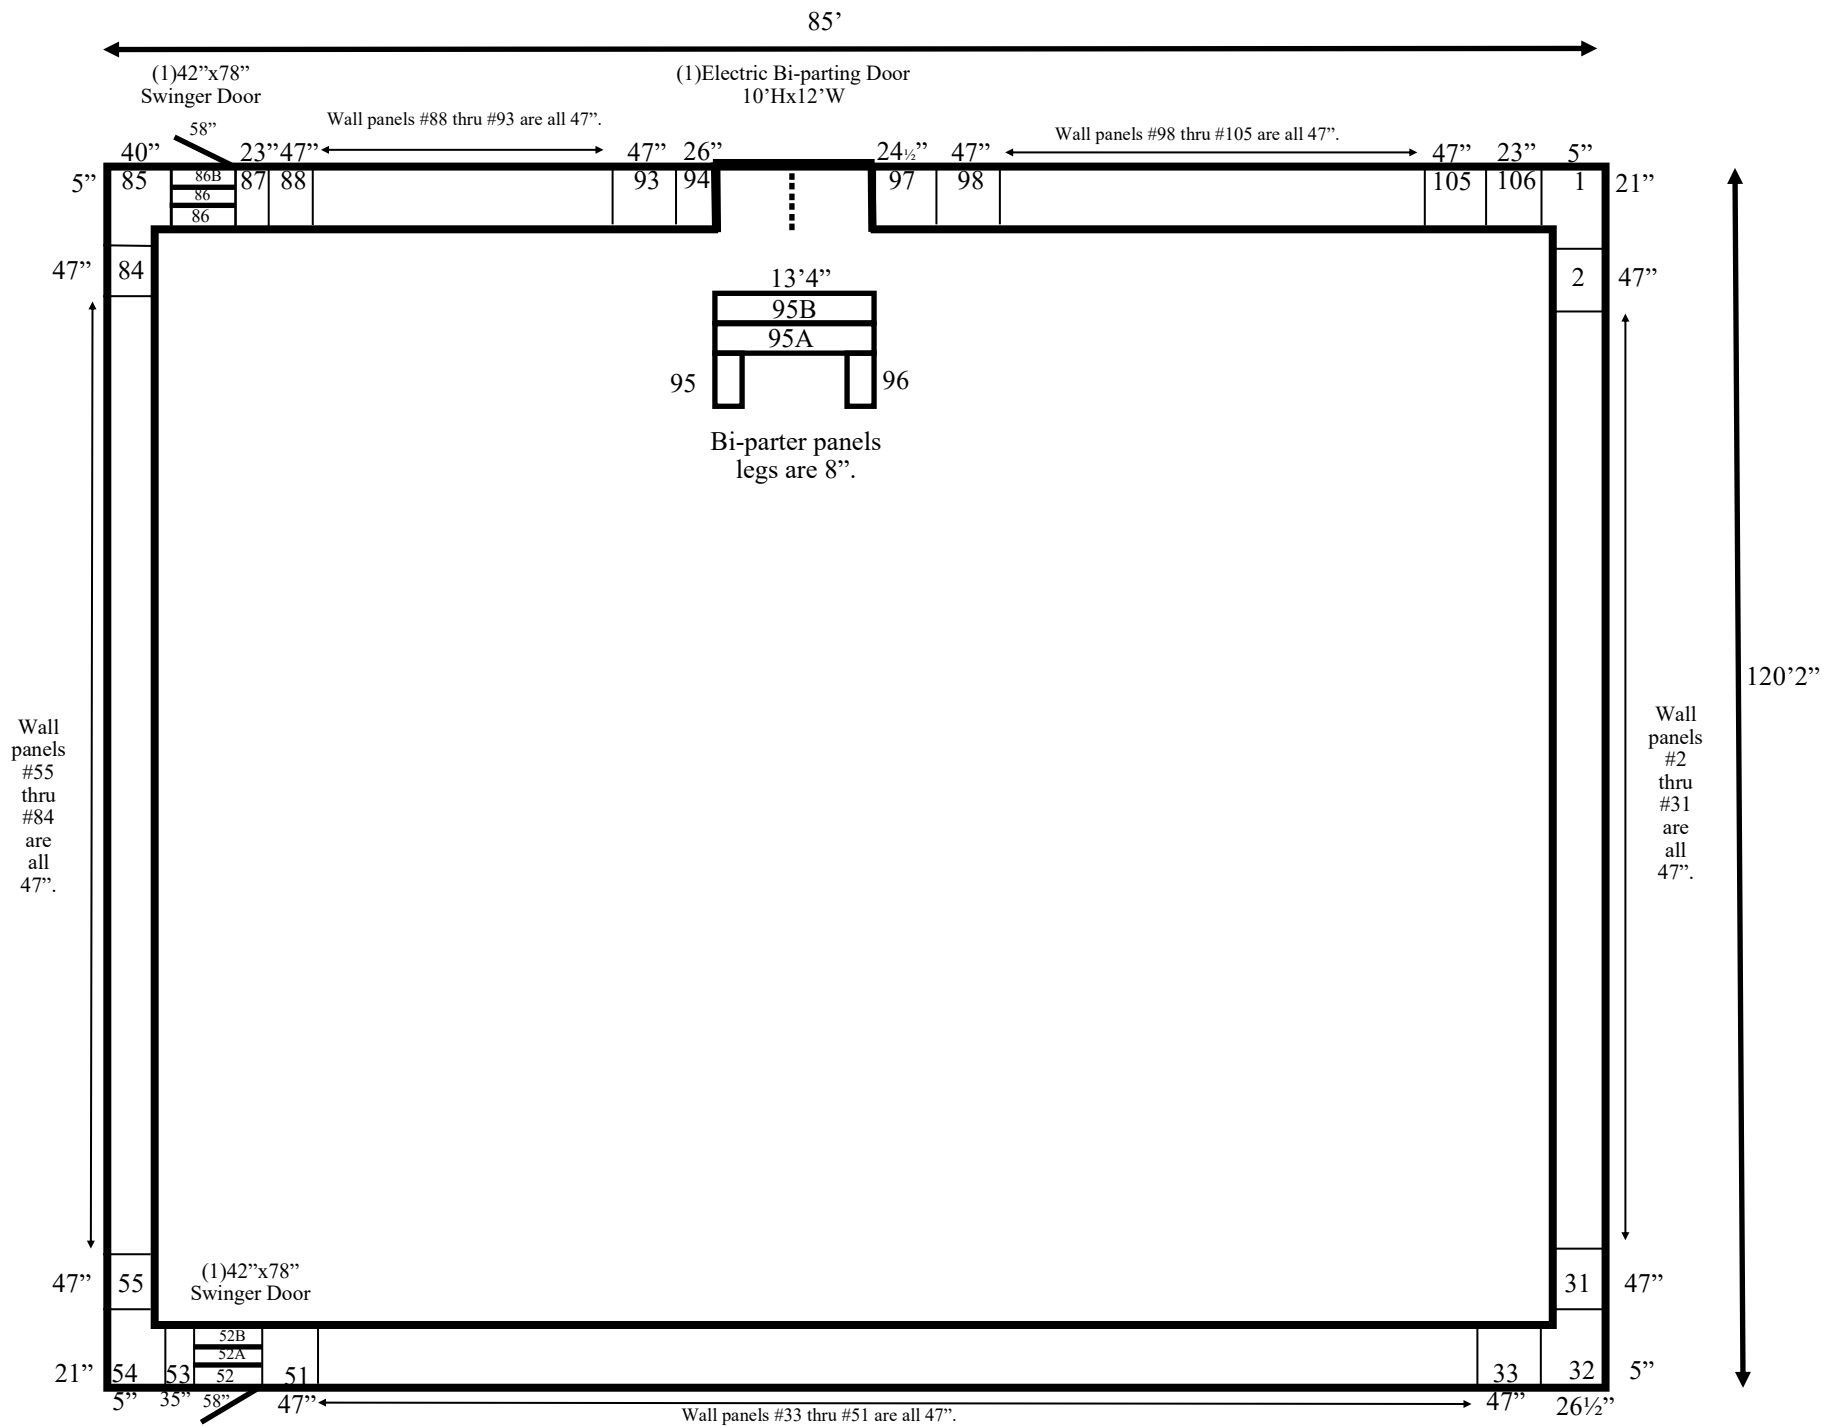 85’
(1)42”x78”
Swinger Door
(1)Electric Bi-parting Door
10’Hx12’W
58”
Wall panels #88 thru #93 are all 47”.
Wall panels #98 thru #105 are all 47”.
40”
23”
47”
47”
26”
24½”
47”
47”
23”
5”
5”
85
86B
86
86
87
88
93
94
97
98
105
106
1
21”
47”
84
2
47”
13’4”
95B
95A
95
96
Bi-parter panels
legs are 8”.
120’2”
Wall
panels
#55
thru
#84
are
all
47”.
Wall
panels
#2
thru
#31
are
all
47”.
47”
55
(1)42”x78”
Swinger Door
31
47”
52B
52A
52
21”
54
53
51
33
32
5”
5”
35”
58”
47”
Wall panels #33 thru #51 are all 47”.
47”
26½”